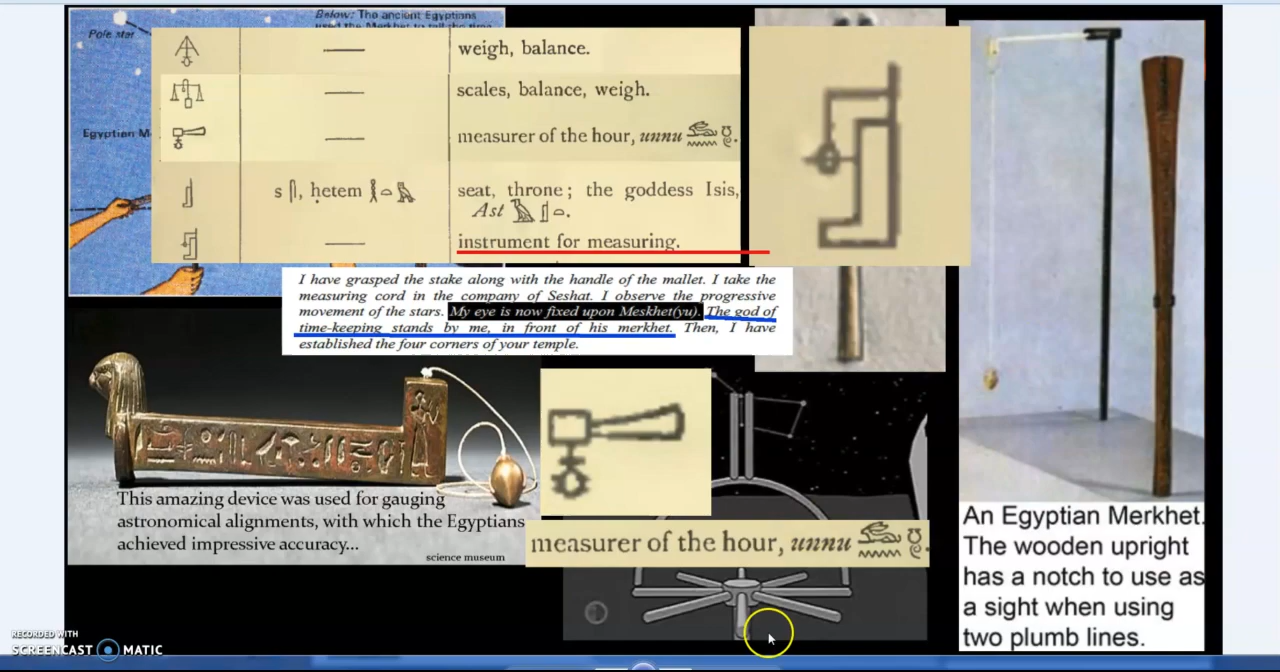 Below: The ancient Egyptians
used the Merkhet to tell the time
Pole star
Egyptian M
weigh, balance.
scales, balance, weigh.
measurer of the hour, unnu 𓃹𓈖𓏌.
s 𓋴, ḥetem
seat, throne; the goddess Isis,
Ast
instrument for measuring.
I have grasped the stake along with the handle of the mallet. I take the
measuring cord in the company of Seshat. I observe the progressive
movement of the stars. My eye is now fixed upon Meskhet(yu). The god of
time-keeping stands by me, in front of his merkhet. Then, I have
established the four corners of your temple.
This amazing device was used for gauging
astronomical alignments, with which the Egyptians
achieved impressive accuracy...
science museum
measurer of the hour, unnu
An Egyptian Merkhet.
The wooden upright
has a notch to use as
a sight when using
two plumb lines.
RECORDED WITH
SCREENCAST MATIC